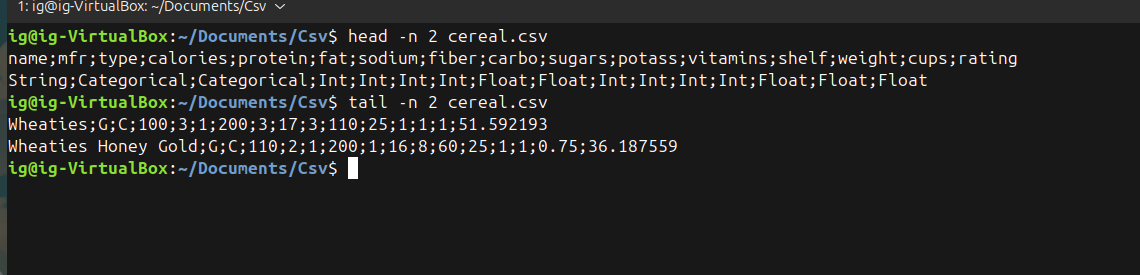 1: ig@ig-VirtualBox: ~/Documents/Csv
ig@ig-VirtualBox:~/Documents/Csv$ head -n 2 cereal.csv
name;mfr;type;calories;protein;fat;sodium;fiber;carbo;sugars;potass;vitamins;shelf;weight;cups;rating
String;Categorical;Categorical;Int;Int;Int;Int;Float;Float;Int;Int;Int;Int;Float;Float;Float
ig@ig-VirtualBox:~/Documents/Csv$ tail -n 2 cereal.csv
Wheaties;G;C;100;3;1;200;3;17;3;110;25;1;1;1;51.592193
Wheaties Honey Gold;G;C;110;2;1;200;1;16;8;60;25;1;1;0.75;36.187559
ig@ig-VirtualBox:~/Documents/Csv$